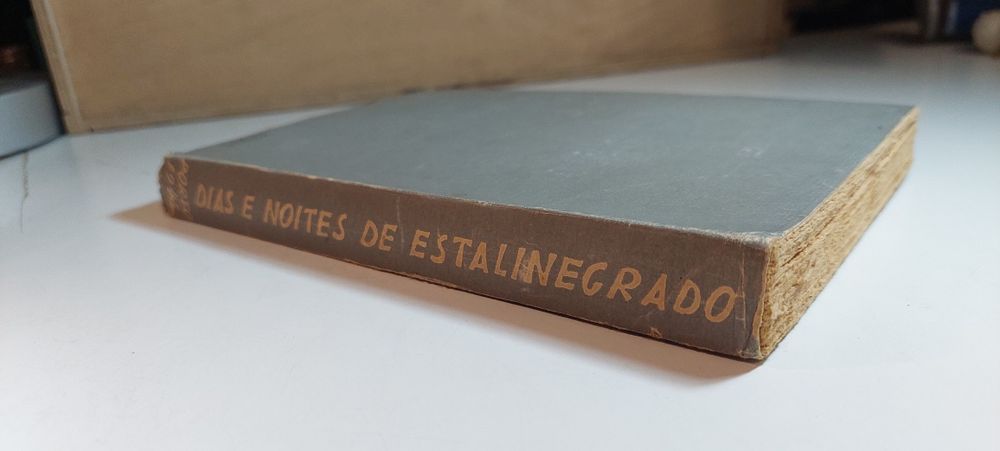 DIAS E NOITES DE ESTALINEGRADO